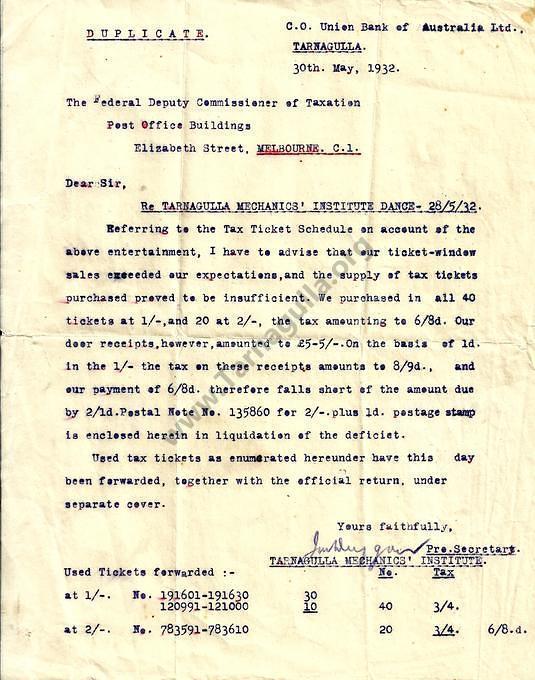 DUPLICATE.
C.O. Union Bank of Australia Ltd.,
TARNAGULLA.
30th. May, 1932.
The Federal Deputy Commissioner of Taxation
Post Office Buildings
Elizabeth Street, MELBOURNE. C.1.
Dear Sir,
Re TARNAGULLA MECHANICS' INSTITUTE DANCE- 28/5/32.
Referring to the Tax Ticket Schedule on account of the
above entertainment, I have to advise that our ticket-window
sales exceeded our expectations,and the supply of tax tickets
purchased proved to be insufficient. We purchased in all 40
tickets at 1/-,and 20 at 2/-, the tax amounting to 6/8d. Our
door receipts,however,amounted to £5-5/-.On the basis of 1d.
in the 1/- the tax on these receipts amounts to 8/9d., and
our payment of 6/8d. therefore falls short of the amount due
by 2/1d.Postal Note No. 135860 for 2/-.plus 1d. postage stamp
is enclosed herein in liquidation of the deficiet.
Used tax tickets as enumerated hereunder have this day
been forwarded, together with the official return, under
separate cover.
Yours faithfully,
Pro.Secretary.
TARNAGULLA MECHANICS' INSTITUTE.
Used Tickets forwarded :- No. Tax
at 1/-. No. 191601-191630 30
120991-121000 10 40 3/4.
at 2/-. No. 783591-783610 20 3/4. 6/8.d.
www.Tarnagulla.org